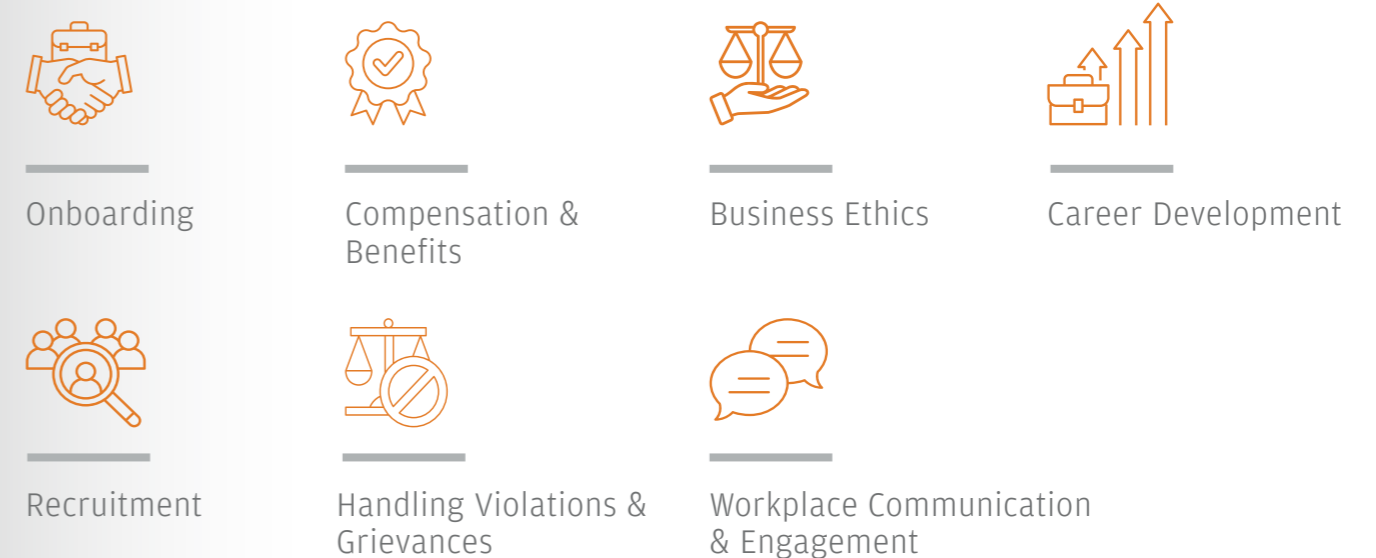 Onboarding
Compensation &
Benefits
Business Ethics
Career Development
Recruitment
Handling Violations &
Grievances
Workplace Communication
& Engagement